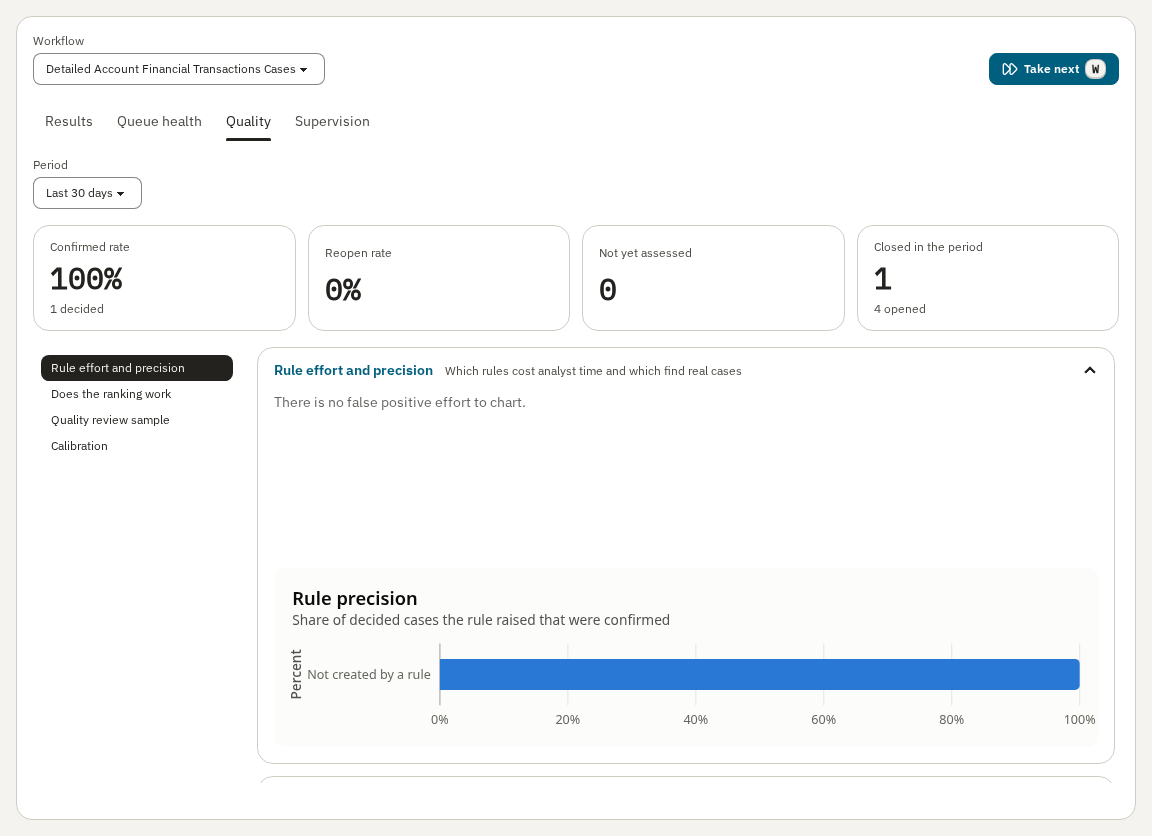 Workflow
Detailed Account Financial Transactions Cases
Take next W
Results Queue health Quality Supervision
Period
Last 30 days
Confirmed rate
100%
1 decided
Reopen rate
0%
Not yet assessed
0
Closed in the period
1
4 opened
Rule effort and precision
Does the ranking work
Quality review sample
Calibration
Rule effort and precision Which rules cost analyst time and which find real cases
There is no false positive effort to chart.
Rule precision
Share of decided cases the rule raised that were confirmed
Percent
Not created by a rule
0% 20% 40% 60% 80% 100%